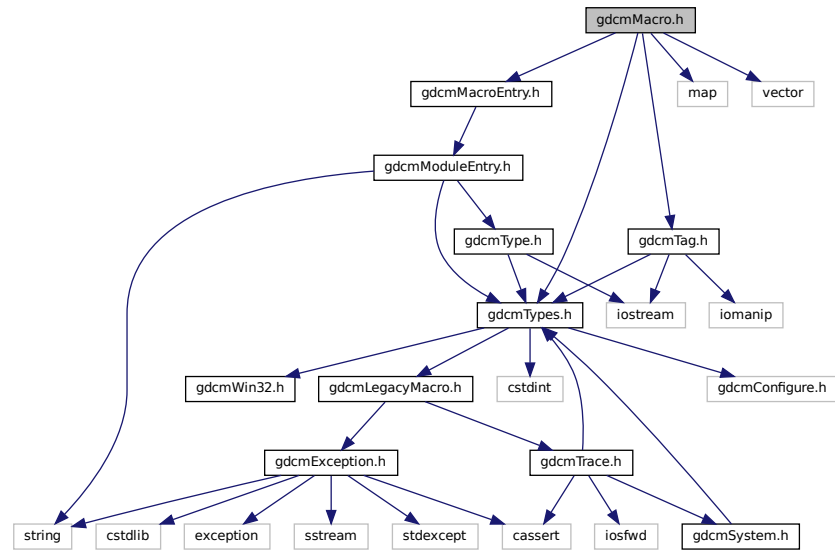 gdcmMacro.h
gdcmMacroEntry.h
map
vector
gdcmModuleEntry.h
gdcmType.h
gdcmTag.h
gdcmTypes.h
iostream
iomanip
gdcmWin32.h
gdcmLegacyMacro.h
cstdint
gdcmConfigure.h
gdcmException.h
gdcmTrace.h
string
cstdlib
exception
sstream
stdexcept
cassert
iosfwd
gdcmSystem.h